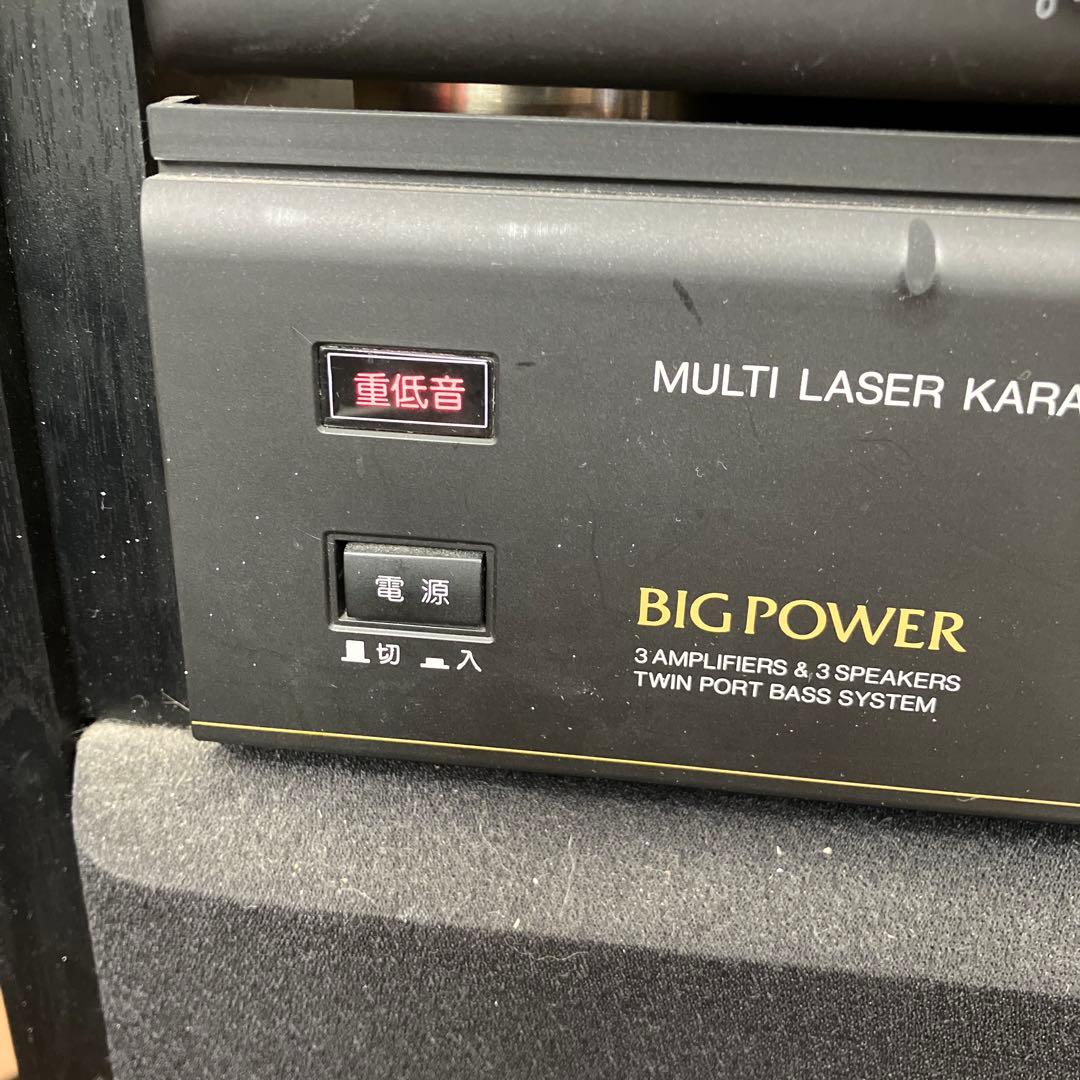 重低音
MULTI LASER KARA
電源
切 入
BIG POWER
3 AMPLIFIERS & 3 SPEAKERS
TWIN PORT BASS SYSTEM